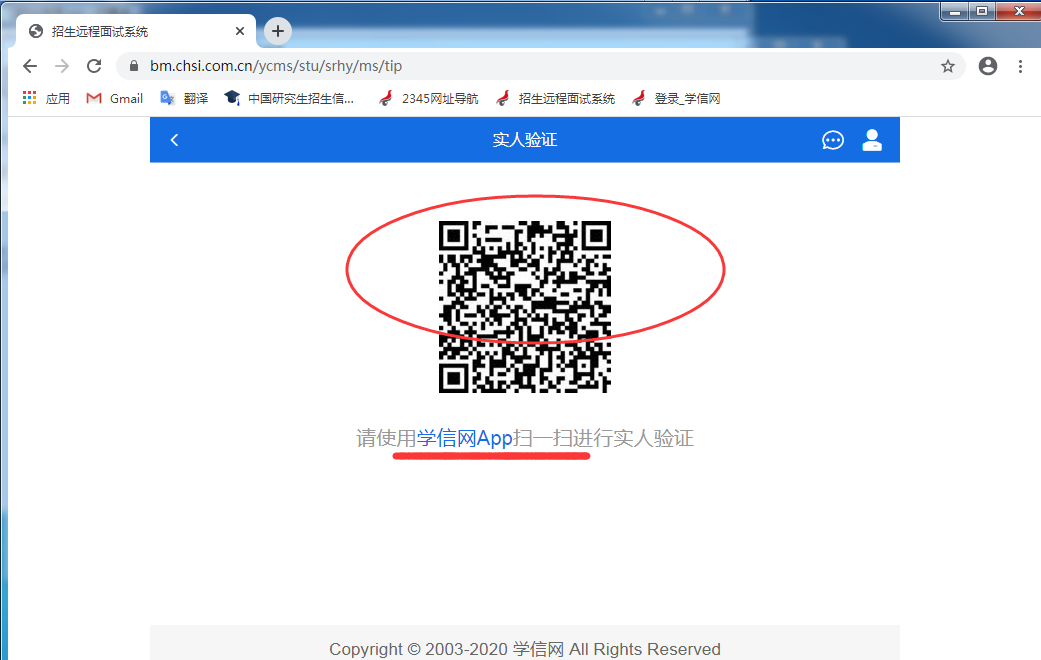 招生远程面试系统
bm.chsi.com.cn/ycms/stu/srhy/ms/tip
应用 Gmail 翻译 中国研究生招生信... 2345网址导航 招生远程面试系统 登录_学信网
实人验证
请使用学信网App扫一扫进行实人验证
Copyright © 2003-2020 学信网 All Rights Reserved